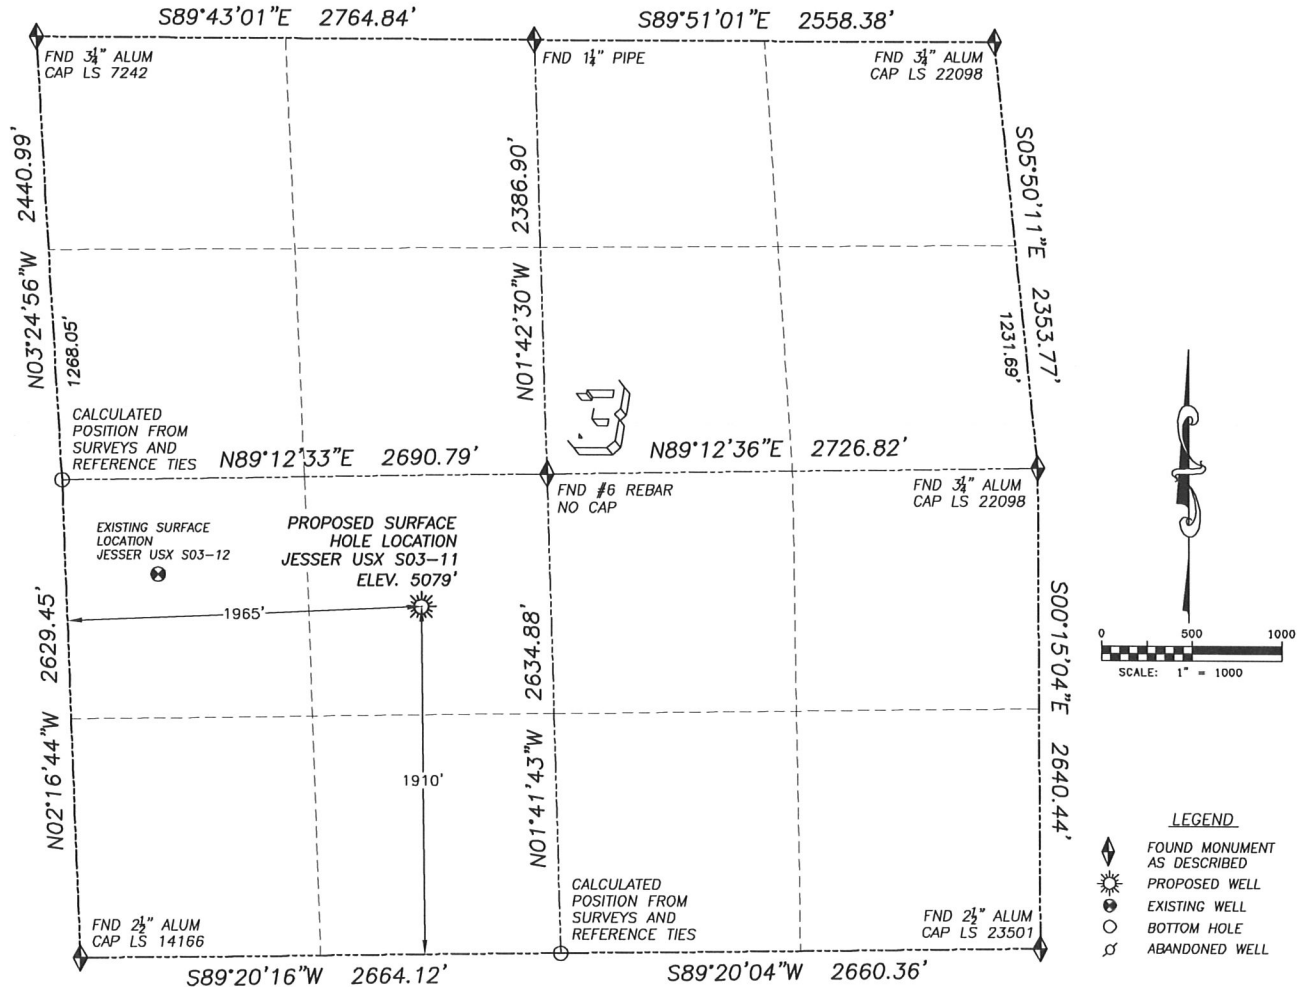 S89°43'01"E 2764.84'
S89°51'01"E 2558.38'
FND 3¼" ALUM
CAP LS 7242
FND 1¼" PIPE
FND 3¼" ALUM
CAP LS 22098
N03°24'56"W 2440.99'
1268.05'
N01°42'30"W 2386.90'
S05°50'11"E 2353.77'
1231.69'
CALCULATED
POSITION FROM
SURVEYS AND
REFERENCE TIES
N89°12'33"E 2690.79'
3
N89°12'36"E 2726.82'
FND #6 REBAR
NO CAP
FND 3¼" ALUM
CAP LS 22098
EXISTING SURFACE
LOCATION
JESSER USX S03-12
PROPOSED SURFACE
HOLE LOCATION
JESSER USX S03-11
ELEV. 5079'
1965'
1910'
N02°16'44"W 2629.45'
N01°41'43"W 2634.88'
S00°15'04"E 2640.44'
0 500 1000
SCALE: 1" = 1000
FND 2½" ALUM
CAP LS 14166
CALCULATED
POSITION FROM
SURVEYS AND
REFERENCE TIES
FND 2½" ALUM
CAP LS 23501
S89°20'16"W 2664.12'
S89°20'04"W 2660.36'
LEGEND
FOUND MONUMENT
AS DESCRIBED
PROPOSED WELL
EXISTING WELL
BOTTOM HOLE
ABANDONED WELL